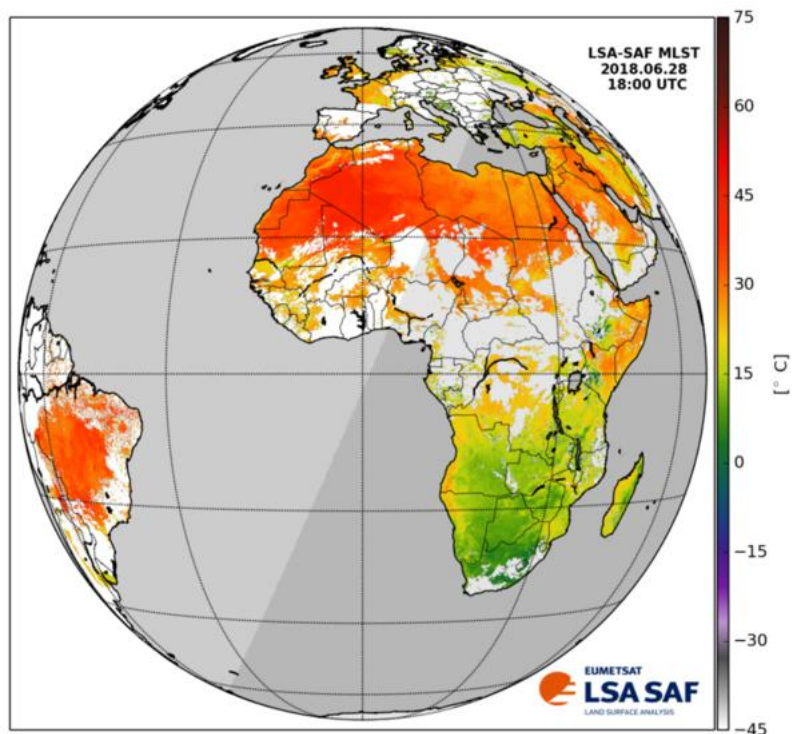 LSA-SAF MLST
2018.06.28
18:00 UTC
75
60
45
30
15
0
−15
−30
−45
[° C]
EUMETSAT
LSA SAF
LAND SURFACE ANALYSIS